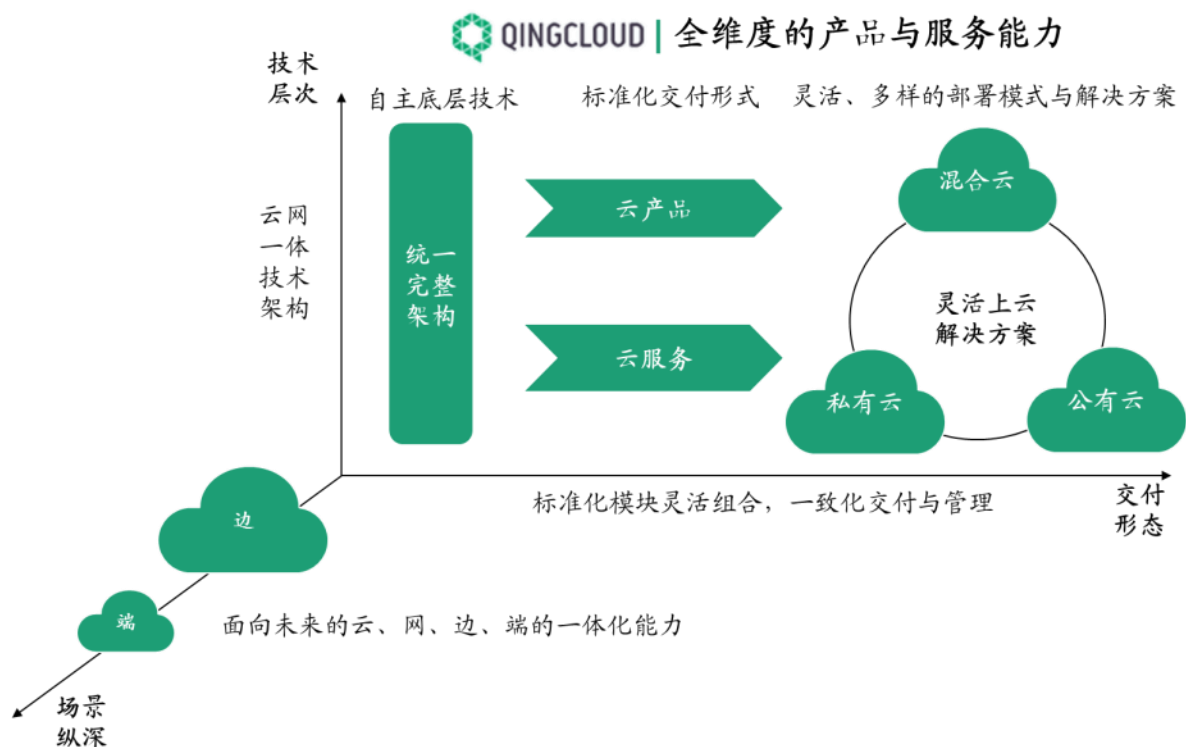 QINGCLOUD | 全维度的产品与服务能力
技术
层次
自主底层技术
标准化交付形式
灵活、多样的部署模式与解决方案
云网
一体
技术
架构
统一
完整
架构
云产品
云服务
混合云
灵活上云
解决方案
私有云
公有云
标准化模块灵活组合，一致化交付与管理
交付
形态
边
端
面向未来的云、网、边、端的一体化能力
场景
纵深